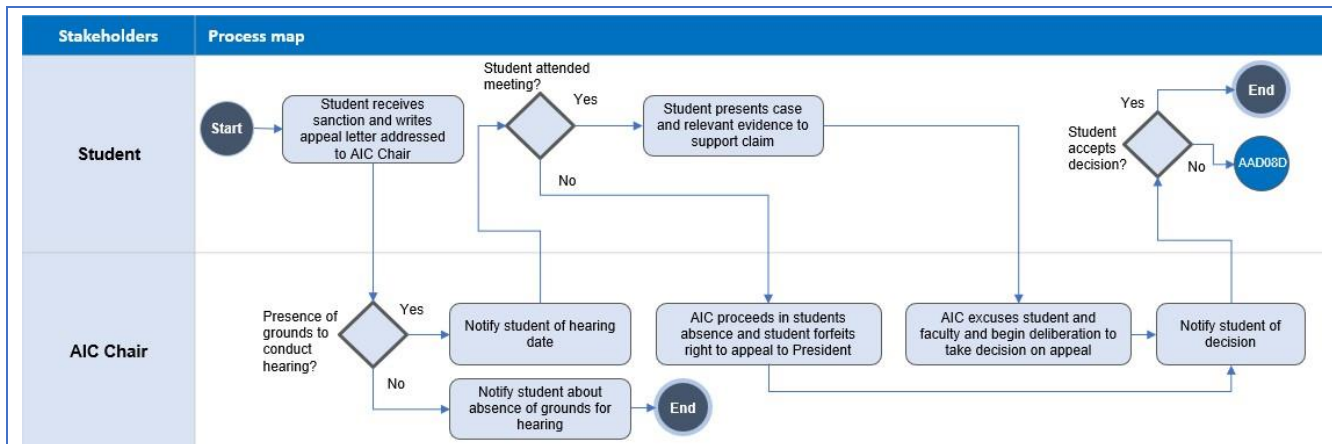 Stakeholders
Process map
Student
Start
Student receives
sanction and writes
appeal letter addressed
to AIC Chair
Student attended
meeting?
Yes
No
Student presents case
and relevant evidence to
support claim
Student
accepts
decision?
Yes
No
End
AAD08D
AIC Chair
Presence of
grounds to
conduct
hearing?
Yes
No
Notify student of hearing
date
Notify student about
absence of grounds for
hearing
End
AIC proceeds in students
absence and student forfeits
right to appeal to President
AIC excuses student and
faculty and begin deliberation to
take decision on appeal
Notify student of
decision